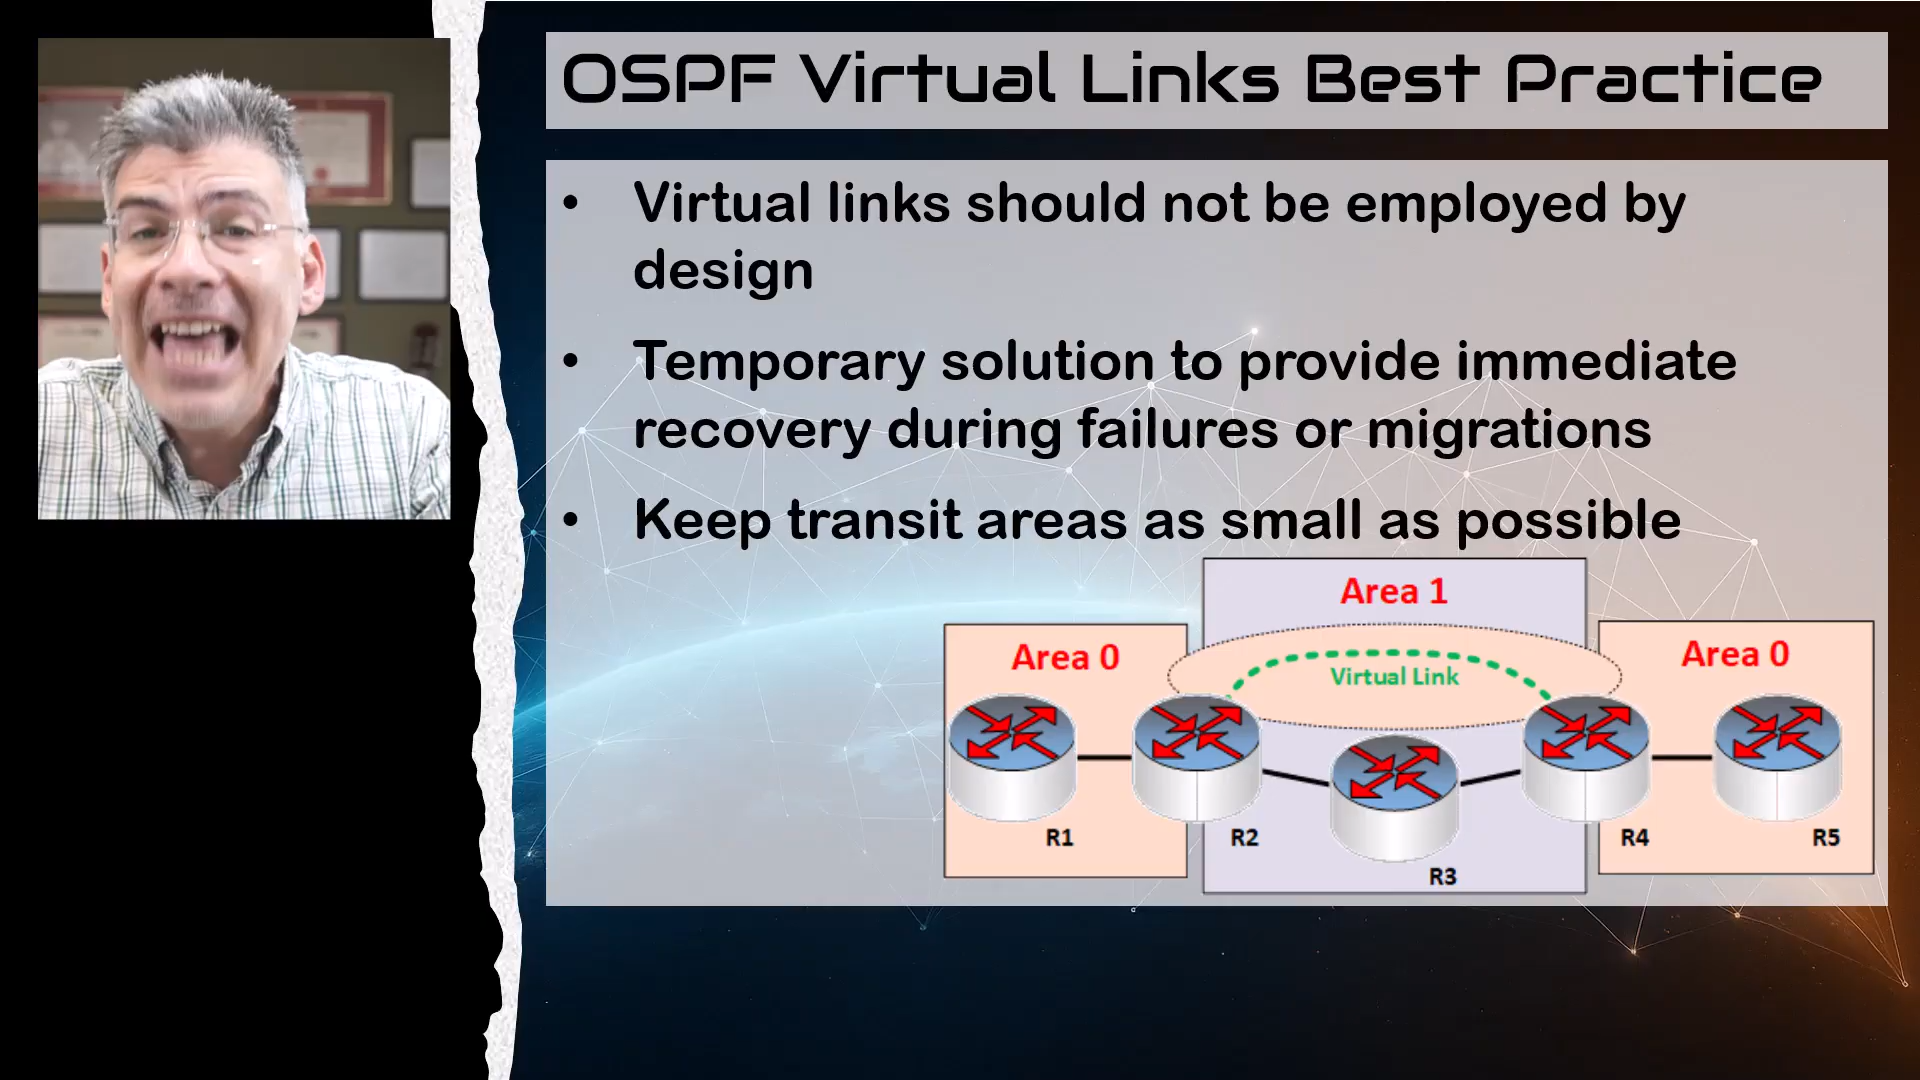 OSPF Virtual Links Best Practice
• Virtual links should not be employed by
design
• Temporary solution to provide immediate
recovery during failures or migrations
• Keep transit areas as small as possible
Area 1
Area 0
Area 0
Virtual Link
R1
R2
R3
R4
R5